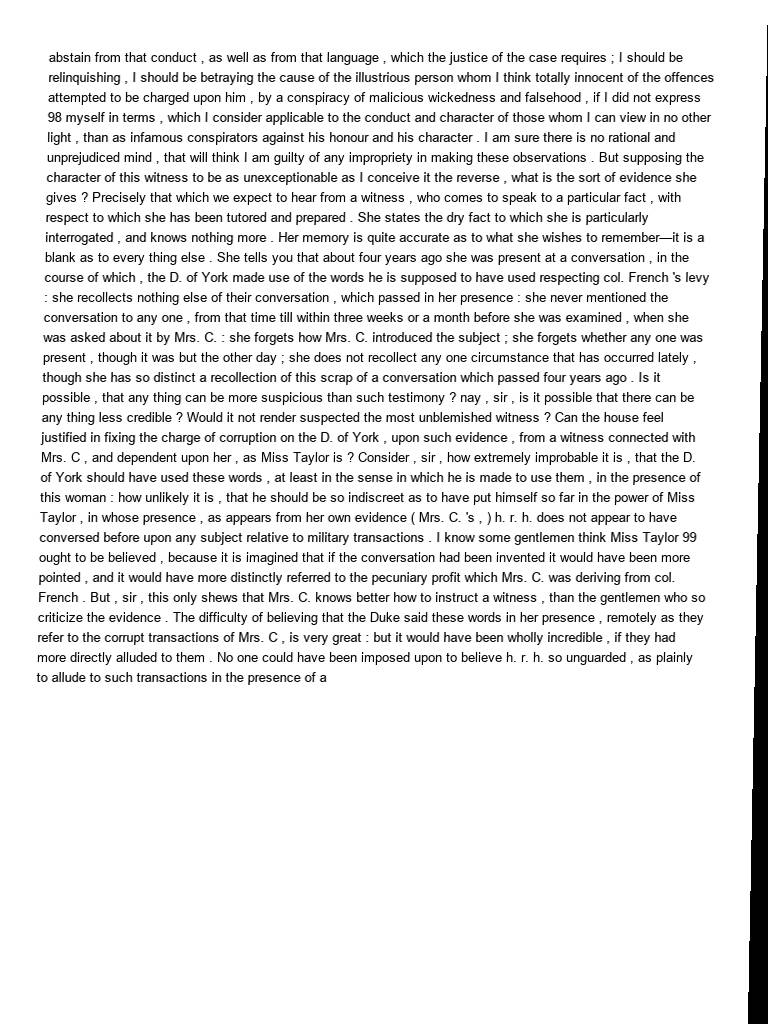 abstain from that conduct , as well as from that language , which the justice of the case requires ; I should be
relinquishing , I should be betraying the cause of the illustrious person whom I think totally innocent of the offences
attempted to be charged upon him , by a conspiracy of malicious wickedness and falsehood , if I did not express
98 myself in terms , which I consider applicable to the conduct and character of those whom I can view in no other
light , than as infamous conspirators against his honour and his character . I am sure there is no rational and
unprejudiced mind , that will think I am guilty of any impropriety in making these observations . But supposing the
character of this witness to be as unexceptionable as I conceive it the reverse , what is the sort of evidence she
gives ? Precisely that which we expect to hear from a witness , who comes to speak to a particular fact , with
respect to which she has been tutored and prepared . She states the dry fact to which she is particularly
interrogated , and knows nothing more . Her memory is quite accurate as to what she wishes to remember—it is a
blank as to every thing else . She tells you that about four years ago she was present at a conversation , in the
course of which , the D. of York made use of the words he is supposed to have used respecting col. French 's levy
: she recollects nothing else of their conversation , which passed in her presence : she never mentioned the
conversation to any one , from that time till within three weeks or a month before she was examined , when she
was asked about it by Mrs. C. : she forgets how Mrs. C. introduced the subject ; she forgets whether any one was
present , though it was but the other day ; she does not recollect any one circumstance that has occurred lately ,
though she has so distinct a recollection of this scrap of a conversation which passed four years ago . Is it
possible , that any thing can be more suspicious than such testimony ? nay , sir , is it possible that there can be
any thing less credible ? Would it not render suspected the most unblemished witness ? Can the house feel
justified in fixing the charge of corruption on the D. of York , upon such evidence , from a witness connected with
Mrs. C , and dependent upon her , as Miss Taylor is ? Consider , sir , how extremely improbable it is , that the D.
of York should have used these words , at least in the sense in which he is made to use them , in the presence of
this woman : how unlikely it is , that he should be so indiscreet as to have put himself so far in the power of Miss
Taylor , in whose presence , as appears from her own evidence ( Mrs. C. 's , ) h. r. h. does not appear to have
conversed before upon any subject relative to military transactions . I know some gentlemen think Miss Taylor 99
ought to be believed , because it is imagined that if the conversation had been invented it would have been more
pointed , and it would have more distinctly referred to the pecuniary profit which Mrs. C. was deriving from col.
French . But , sir , this only shews that Mrs. C. knows better how to instruct a witness , than the gentlemen who so
criticize the evidence . The difficulty of believing that the Duke said these words in her presence , remotely as they
refer to the corrupt transactions of Mrs. C , is very great : but it would have been wholly incredible , if they had
more directly alluded to them . No one could have been imposed upon to believe h. r. h. so unguarded , as plainly
to allude to such transactions in the presence of a